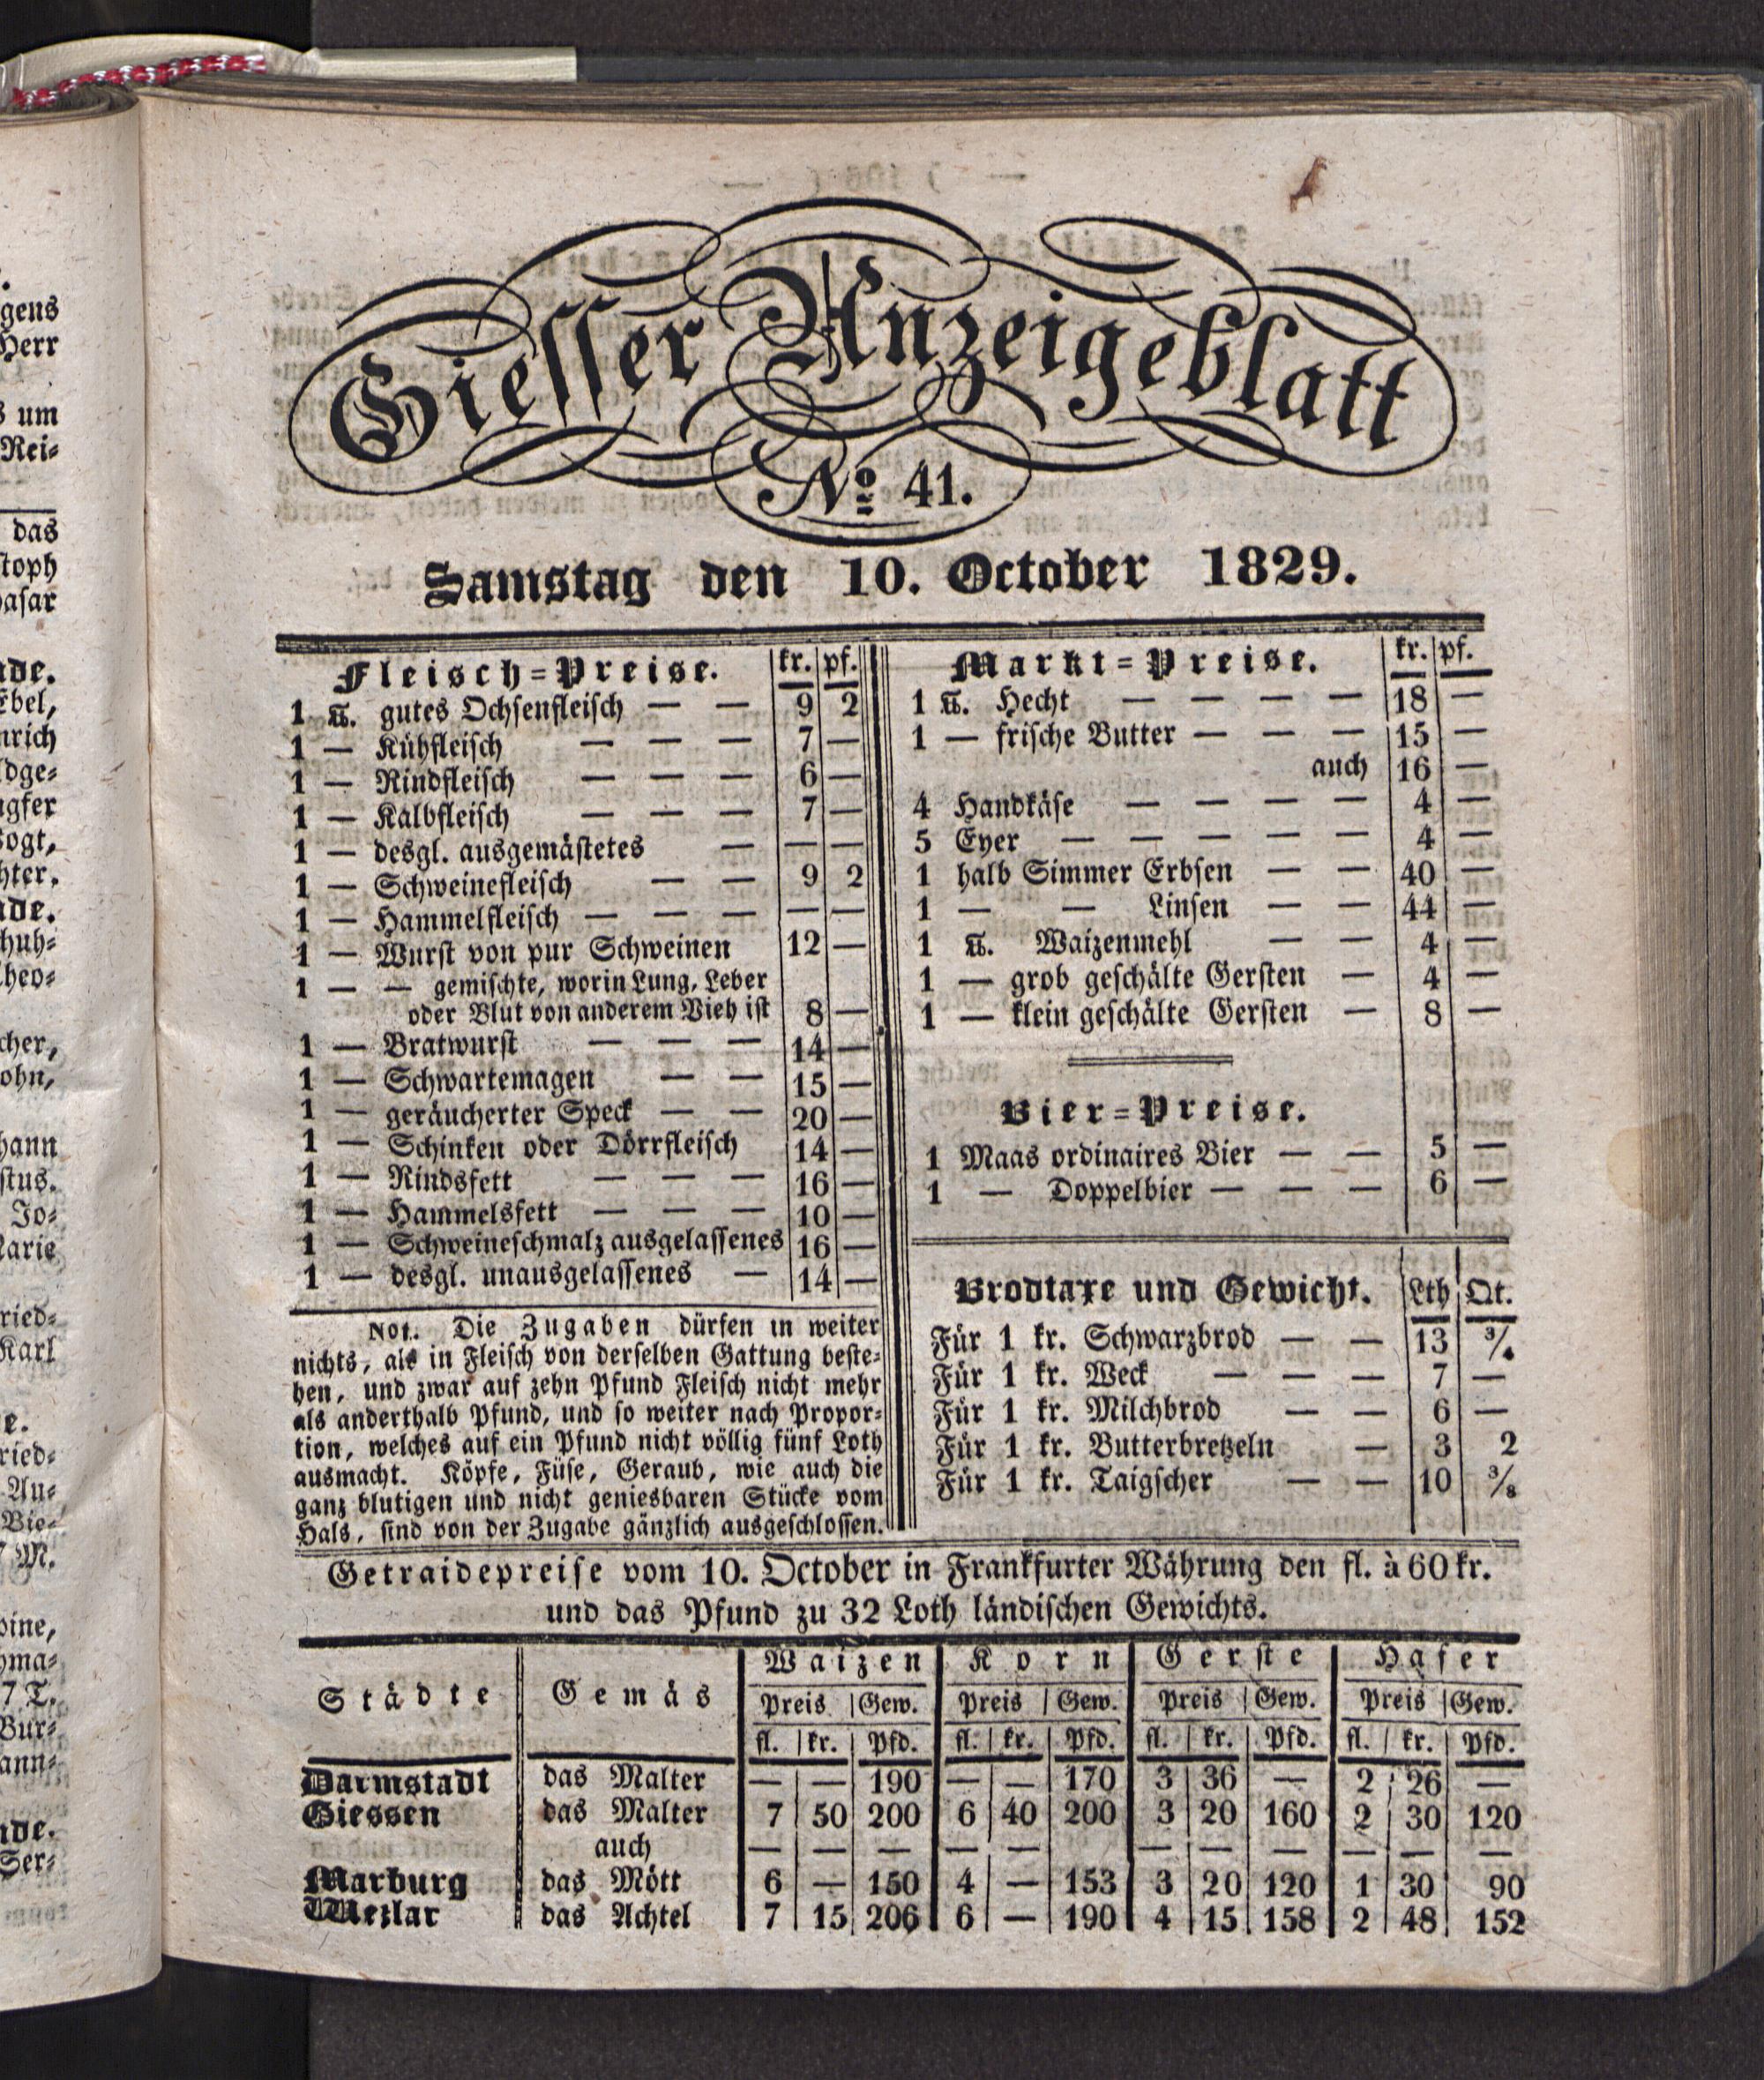 Giesser Anzeigeblatt
No 41.
Samstag den 10. October 1829.
Fleisch=Preise. kr. pf.
1 ℔. gutes Ochsenfleisch — — 9 2
1 — Kühfleisch — — — 7 —
1 — Rindfleisch — — — 6 —
1 — Kalbfleisch — — — 7 —
1 — desgl. ausgemästetes — — —
1 — Schweinefleisch — — 9 2
1 — Hammelfleisch — — — — —
1 — Wurst von pur Schweinen 12 —
1 — — gemischte, worin Lung, Leber
oder Blut von anderem Vieh ist 8 —
1 — Bratwurst — — — 14 —
1 — Schwartemagen — — 15 —
1 — geräucherter Speck — — 20 —
1 — Schinken oder Dörrfleisch 14 —
1 — Rindsfett — — — 16 —
1 — Hammelsfett — — — 10 —
1 — Schweineschmalz ausgelassenes 16 —
1 — desgl. unausgelassenes — 14 —
Not. Die Zugaben dürfen in weiter
nichts, als in Fleisch von derselben Gattung beste=
hen, und zwar auf zehn Pfund Fleisch nicht mehr
als anderthalb Pfund, und so weiter nach Propor=
tion, welches auf ein Pfund nicht völlig fünf Loth
ausmacht. Köpfe, Füse, Geraub, wie auch die
ganz blutigen und nicht geniesbaren Stücke vom
Hals, sind von der Zugabe gänzlich ausgeschlossen.
Markt=Preise. kr. pf.
1 ℔. Hecht — — — — 18 —
1 — frische Butter — — — 15 —
auch 16 —
4 Handkäse — — — — 4 —
5 Eyer — — — — — 4 —
1 halb Simmer Erbsen — — 40 —
1 — — Linsen — — 44 —
1 ℔. Waizenmehl — — 4 —
1 — grob geschälte Gersten — 4 —
1 — klein geschälte Gersten — 8 —
Bier=Preise.
1 Maas ordinaires Bier — — 5 —
1 — Doppelbier — — — 6 —
Brodtaxe und Gewicht. Lth Qt.
Für 1 kr. Schwarzbrod — — 13 3/4
Für 1 kr. Weck — — — 7 —
Für 1 kr. Milchbrod — — 6 —
Für 1 kr. Butterbretzeln — 3 2
Für 1 kr. Taigscher — — 10 3/8
Getraidepreise vom 10. October in Frankfurter Währung den fl. à 60 kr.
und das Pfund zu 32 Loth ländischen Gewichts.
Städte Gemäs Waizen Korn Gerste Hafer
Preis Gew. Preis Gew. Preis Gew. Preis Gew.
fl. kr. Pfd. fl. kr. Pfd. fl. kr. Pfd. fl. kr. Pfd.
Darmstadt das Malter — — 190 — — 170 3 36 — 2 26 —
Giessen das Malter 7 50 200 6 40 200 3 20 160 2 30 120
auch — — — — — — — — — — —
Marburg das Mött 6 — 150 4 — 153 3 20 120 1 30 90
Wezlar das Achtel 7 15 206 6 — 190 4 15 158 2 48 152